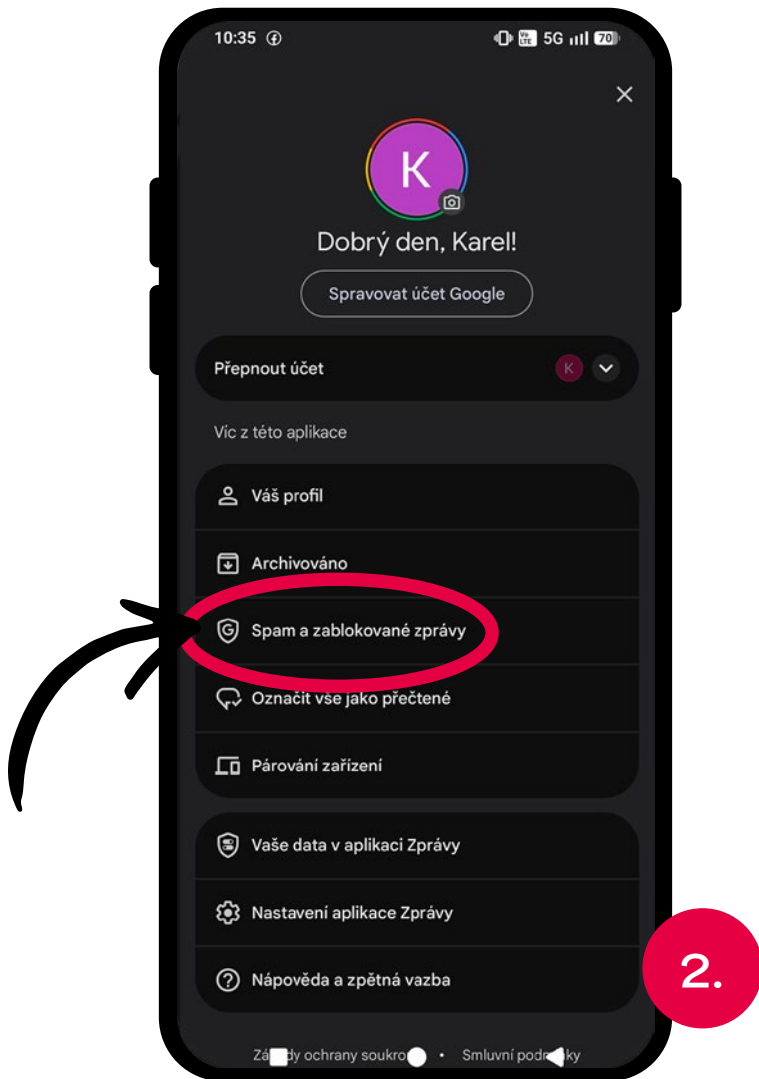 10:35 5G 70
K
Dobrý den, Karel!
Spravovat účet Google
Přepnout účet K
Víc z této aplikace
Váš profil
Archivováno
Spam a zablokované zprávy
Označit vše jako přečtené
Párování zařízení
Vaše data v aplikaci Zprávy
Nastavení aplikace Zprávy
Nápověda a zpětná vazba
2.
ochrany • Smluvní